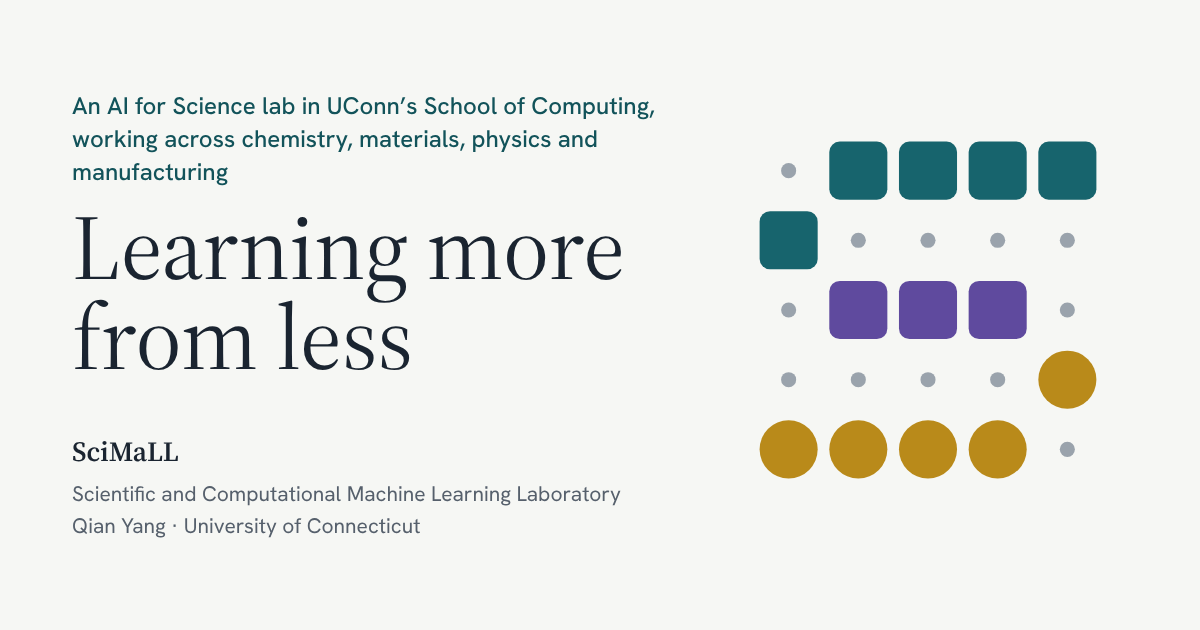 An AI for Science lab in UConn’s School of Computing,
working across chemistry, materials, physics and
manufacturing
Learning more
from less
SciMaLL
Scientific and Computational Machine Learning Laboratory
Qian Yang · University of Connecticut